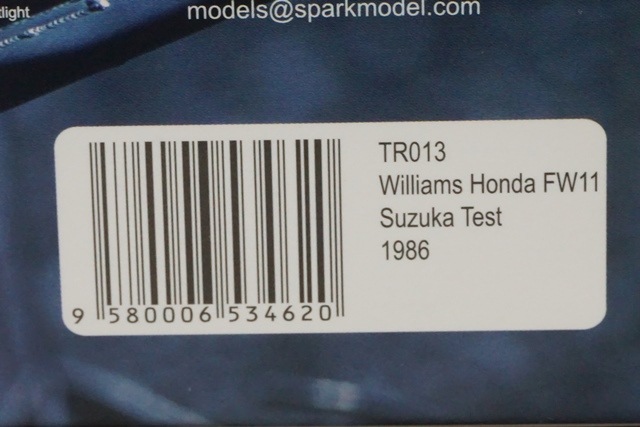 models@sparkmodel.com
TR013
Williams Honda FW11
Suzuka Test
1986
9 580006 534620